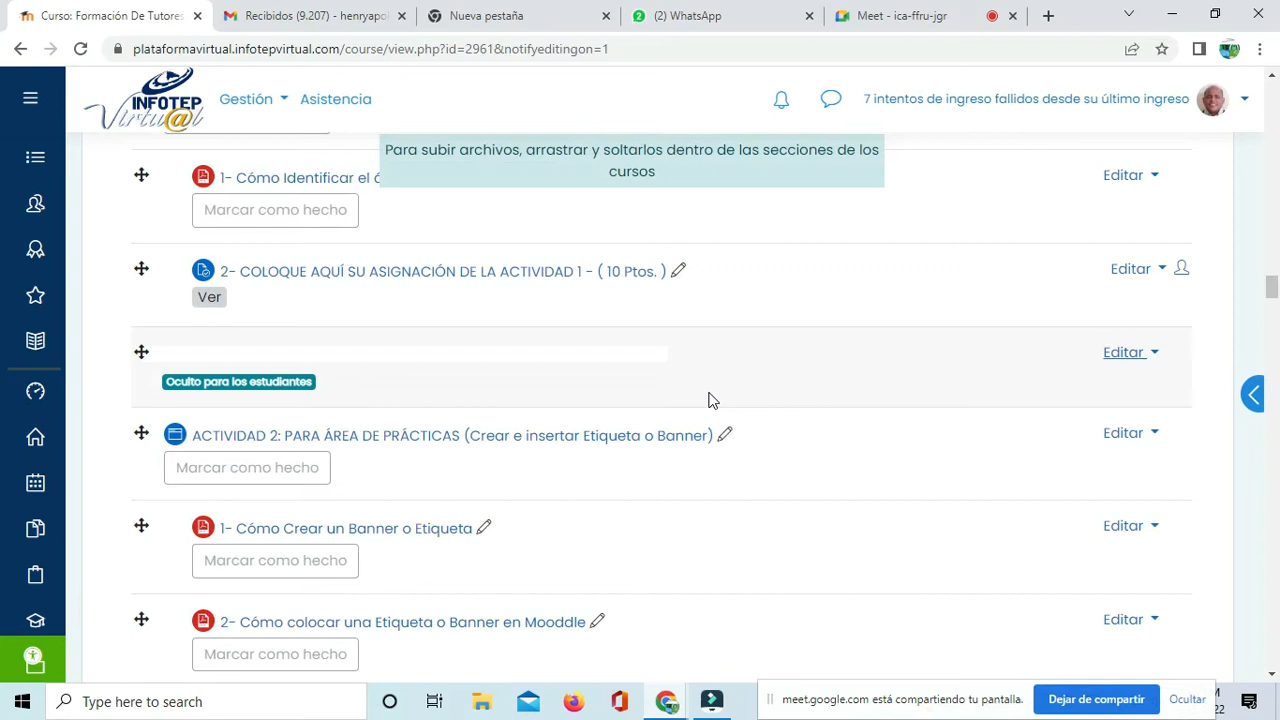 Curso: Formación De Tutores
Recibidos (9.207) - henryapol
Nueva pestaña
(2) WhatsApp
Meet - ica-ffru-jgr
plataformavirtual.infotepvirtual.com/course/view.php?id=2961&notifyeditingon=1
INFOTEP
Virtu@l
Gestión
Asistencia
7 intentos de ingreso fallidos desde su último ingreso
Para subir archivos, arrastrar y soltarlos dentro de las secciones de los
cursos
1- Cómo Identificar el
Editar
Marcar como hecho
2- COLOQUE AQUÍ SU ASIGNACIÓN DE LA ACTIVIDAD 1 - ( 10 Ptos. )
Editar
Ver
Editar
Oculto para los estudiantes
ACTIVIDAD 2: PARA ÁREA DE PRÁCTICAS (Crear e insertar Etiqueta o Banner)
Editar
Marcar como hecho
1- Cómo Crear un Banner o Etiqueta
Editar
Marcar como hecho
2- Cómo colocar una Etiqueta o Banner en Mooddle
Editar
Marcar como hecho
Type here to search
meet.google.com está compartiendo tu pantalla.
Dejar de compartir
Ocultar